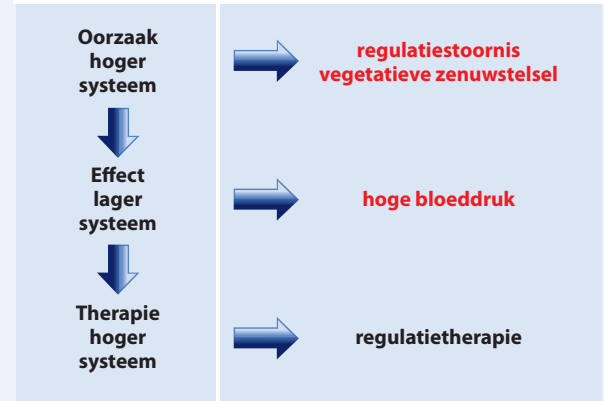 Oorzaak
hoger
systeem
regulatiestoornis
vegetatieve zenuwstelsel
Effect
lager
systeem
hoge bloeddruk
Therapie
hoger
systeem
regulatietherapie